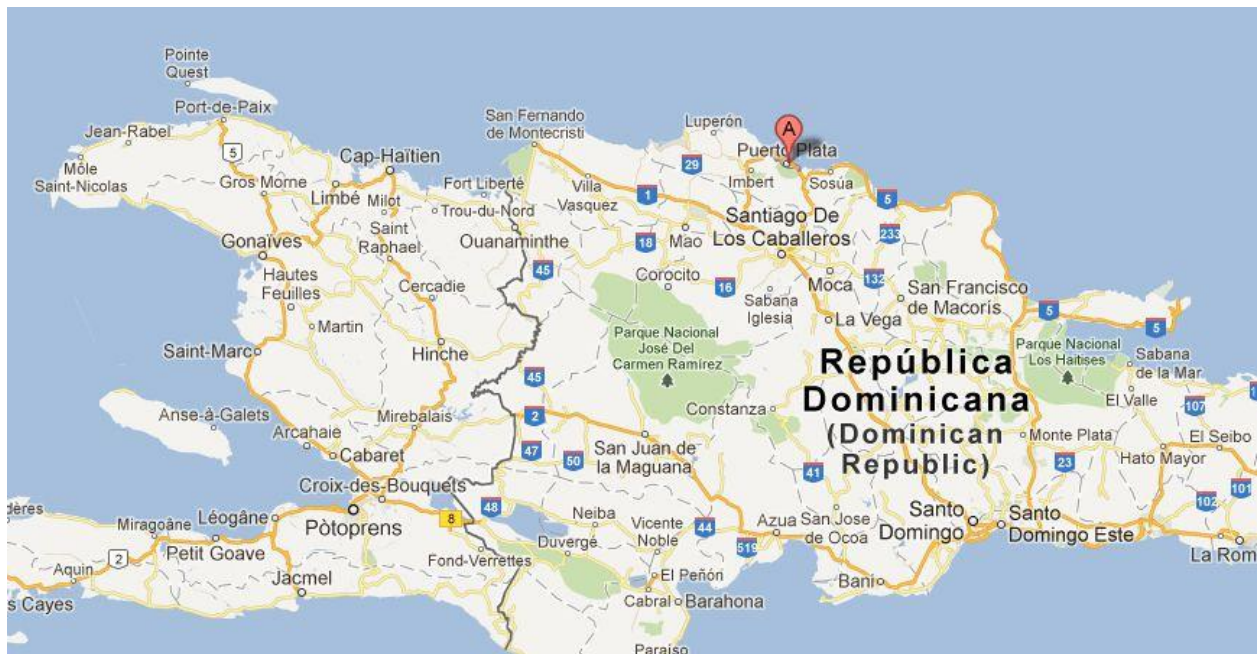 Pointe
Quest
Port-de-Paix
Jean-Rabel
Môle
Saint-Nicolas
5
Gros Morne
Cap-Haïtien
Limbé
Milot
Fort Liberté
Trou-du-Nord
Saint
Raphael
Ouanaminthe
Gonaïves
Hautes
Feuilles
Cercadie
Martin
Hinche
Saint-Marc
Anse-à-Galets
Mirebalais
Arcahaie
Cabaret
Croix-des-Bouquets
Pòtoprens
8
Léogâne
Miragoâne
Petit Goave
2
Aquin
Jacmel
Fond-Verrettes
s Cayes
dères
San Fernando
de Montecristi
Luperón
A
Puerto Plata
29
Imbert
Sosúa
Villa
Vasquez
1
5
Santiago De
Los Caballeros
233
18
Mao
45
Corocito
16
Moca
132
Sabana
Iglesia
San Francisco
de Macorís
La Vega
5
5
Parque Nacional
José Del
Carmen Ramírez
Parque Nacional
Los Haitises
Sabana
de la Mar
República
Dominicana
(Dominican
Republic)
45
2
Constanza
El Valle
107
1
47
50
San Juan de
la Maguana
Monte Plata
El Seibo
Hato Mayor
41
23
48
102
101
Neiba
Vicente
Noble
44
Azua
San Jose
de Ocoa
Santo
Domingo
Santo
Domingo Este
Duvergé
519
La Rom
El Peñón
Bani
Cabral
Barahona
Paraíso